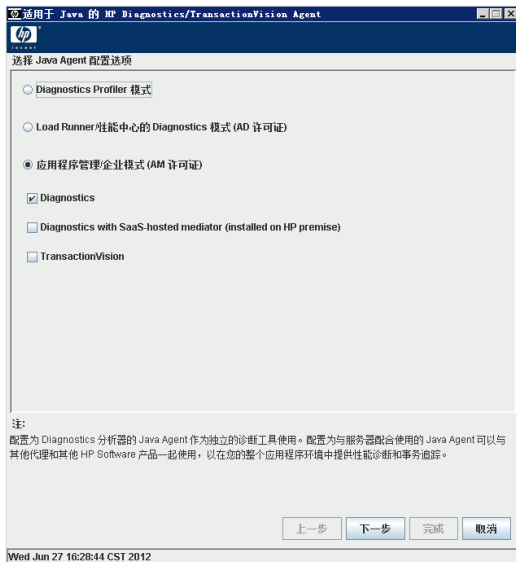 适用于 Java 的 HP Diagnostics/TransactionVision Agent
hp
invent
选择 Java Agent 配置选项
Diagnostics Profiler 模式
Load Runner/性能中心的 Diagnostics 模式 (AD 许可证)
应用程序管理/企业模式 (AM 许可证)
Diagnostics
Diagnostics with SaaS-hosted mediator (installed on HP premise)
TransactionVision
注:
配置为 Diagnostics 分析器的 Java Agent 作为独立的诊断工具使用。配置为与服务器配合使用的 Java Agent 可以与
其他代理和其他 HP Software 产品一起使用，以在您的整个应用程序环境中提供性能诊断和事务追踪。
上一步 下一步 完成 取消
Wed Jun 27 16:28:44 CST 2012